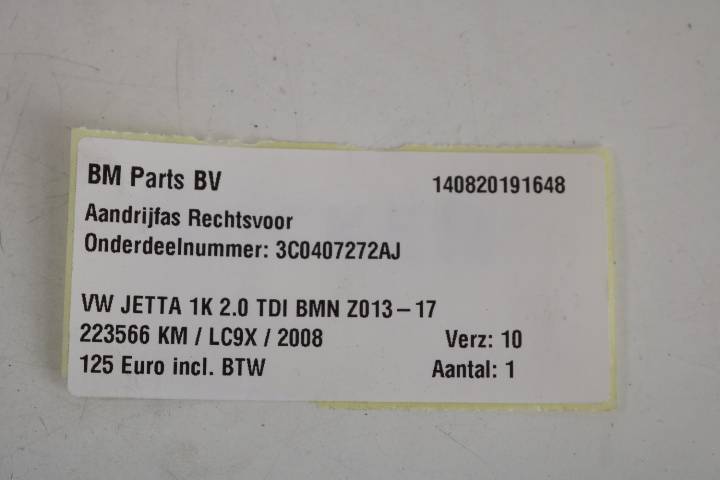 BM Parts BV 140820191648
Aandrijfas Rechtsvoor
Onderdeelnummer: 3C0407272AJ
VW JETTA 1K 2.0 TDI BMN Z013-17
223566 KM / LC9X / 2008 Verz: 10
125 Euro incl. BTW Aantal: 1